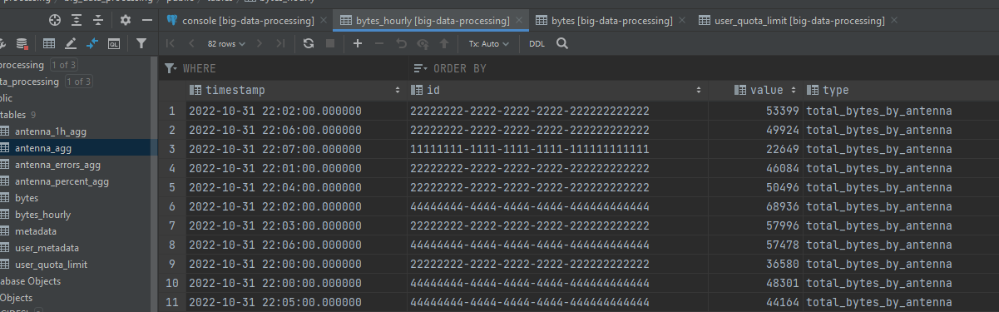 processing / big_data_processing / public / tables / bytes_hourly
console [big-data-processing] bytes_hourly [big-data-processing] bytes [big-data-processing] user_quota_limit [big-data-processing]
82 rows Tx: Auto DDL
QL
processing 1 of 3
ta_processing 1 of 3
blic
tables 9
antenna_1h_agg
antenna_agg
antenna_errors_agg
antenna_percent_agg
bytes
bytes_hourly
metadata
user_metadata
user_quota_limit
abase Objects
Objects
WHERE ORDER BY
timestamp id value type
1 2022-10-31 22:02:00.000000 22222222-2222-2222-2222-222222222222 53399 total_bytes_by_antenna
2 2022-10-31 22:06:00.000000 22222222-2222-2222-2222-222222222222 49924 total_bytes_by_antenna
3 2022-10-31 22:07:00.000000 11111111-1111-1111-1111-111111111111 22649 total_bytes_by_antenna
4 2022-10-31 22:01:00.000000 22222222-2222-2222-2222-222222222222 46084 total_bytes_by_antenna
5 2022-10-31 22:04:00.000000 22222222-2222-2222-2222-222222222222 50496 total_bytes_by_antenna
6 2022-10-31 22:02:00.000000 44444444-4444-4444-4444-444444444444 68936 total_bytes_by_antenna
7 2022-10-31 22:03:00.000000 22222222-2222-2222-2222-222222222222 57996 total_bytes_by_antenna
8 2022-10-31 22:06:00.000000 44444444-4444-4444-4444-444444444444 57478 total_bytes_by_antenna
9 2022-10-31 22:00:00.000000 22222222-2222-2222-2222-222222222222 36580 total_bytes_by_antenna
10 2022-10-31 22:00:00.000000 44444444-4444-4444-4444-444444444444 48301 total_bytes_by_antenna
11 2022-10-31 22:05:00.000000 44444444-4444-4444-4444-444444444444 44164 total_bytes_by_antenna